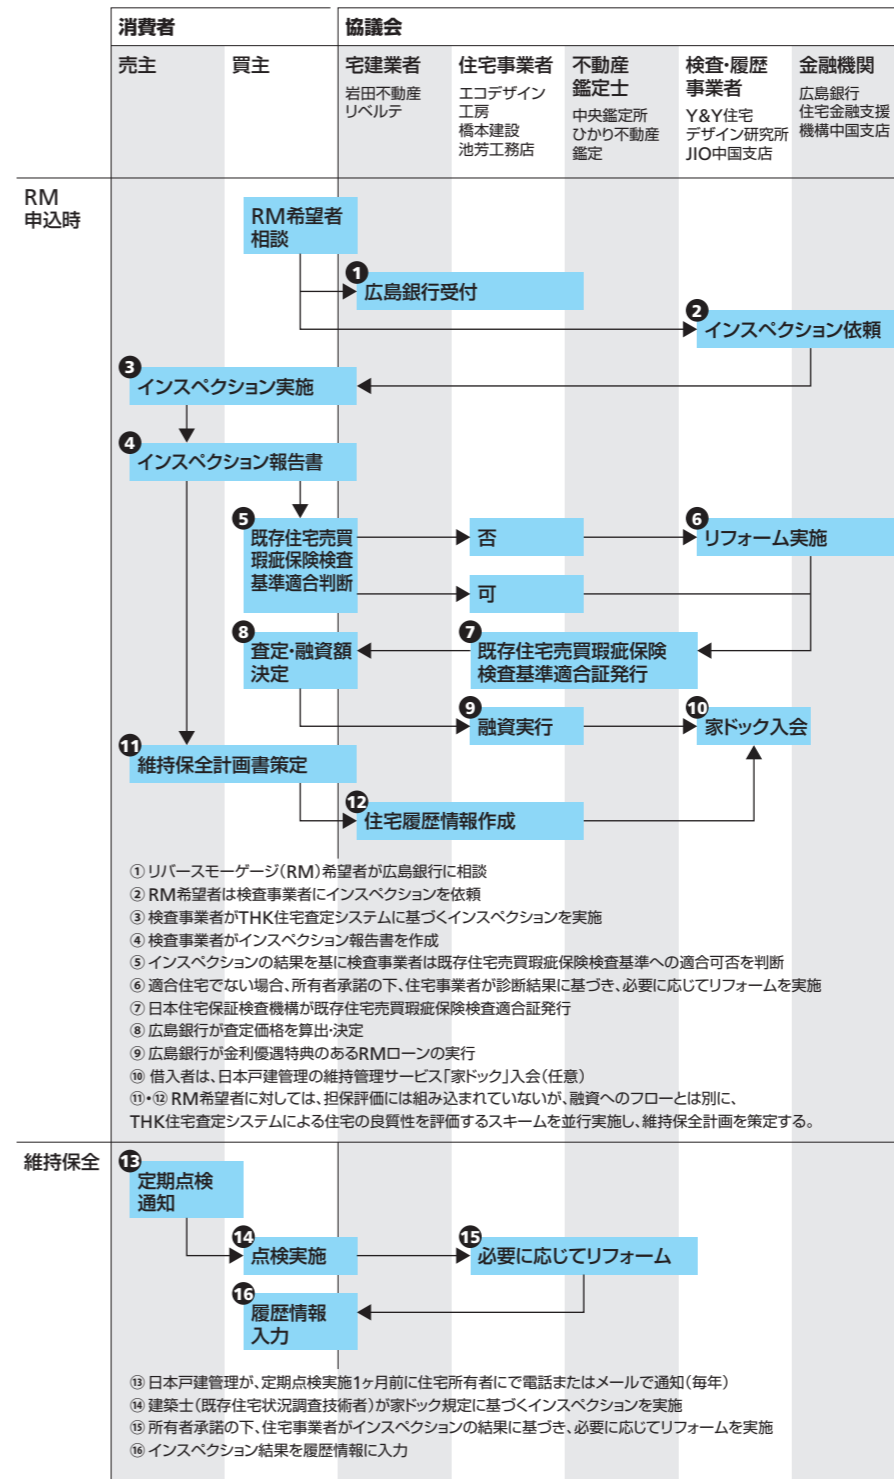 消費者
協議会
売主
買主
宅建業者
岩田不動産
リベルテ
住宅事業者
エコデザイン
工房
橋本建設
池芳工務店
不動産
鑑定士
中央鑑定所
ひかり不動産
鑑定
検査・履歴
事業者
Y&Y住宅
デザイン研究所
JIO中国支店
金融機関
広島銀行
住宅金融支援
機構中国支店
RM
申込時
RM希望者
相談
1
広島銀行受付
2
インスペクション依頼
3
インスペクション実施
4
インスペクション報告書
5
既存住宅売買
瑕疵保険検査
基準適合判断
否
可
6
リフォーム実施
8
査定・融資額
決定
7
既存住宅売買瑕疵保険
検査基準適合証発行
9
融資実行
10
家ドック入会
11
維持保全計画書策定
12
住宅履歴情報作成
①リバースモーゲージ(RM)希望者が広島銀行に相談
②RM希望者は検査事業者にインスペクションを依頼
③検査事業者がTHK住宅査定システムに基づくインスペクションを実施
④検査事業者がインスペクション報告書を作成
⑤インスペクションの結果を基に検査事業者は既存住宅売買瑕疵保険検査基準への適合可否を判断
⑥適合住宅でない場合、所有者承諾の下、住宅事業者が診断結果に基づき、必要に応じてリフォームを実施
⑦日本住宅保証検査機構が既存住宅売買瑕疵保険検査適合証発行
⑧広島銀行が査定価格を算出・決定
⑨広島銀行が金利優遇特典のあるRMローンの実行
⑩ 借入者は、日本戸建管理の維持管理サービス「家ドック」入会(任意)
⑪・⑫ RM希望者に対しては、担保評価には組み込まれていないが、融資へのフローとは別に、
THK住宅査定システムによる住宅の良質性を評価するスキームを並行実施し、維持保全計画を策定する。
維持保全
13
定期点検
通知
14
点検実施
15
必要に応じてリフォーム
16
履歴情報
入力
⑬日本戸建管理が、定期点検実施1ヶ月前に住宅所有者にで電話またはメールで通知(毎年)
⑭建築士(既存住宅状況調査技術者)が家ドック規定に基づくインスペクションを実施
⑮所有者承諾の下、住宅事業者がインスペクションの結果に基づき、必要に応じてリフォームを実施
⑯インスペクション結果を履歴情報に入力